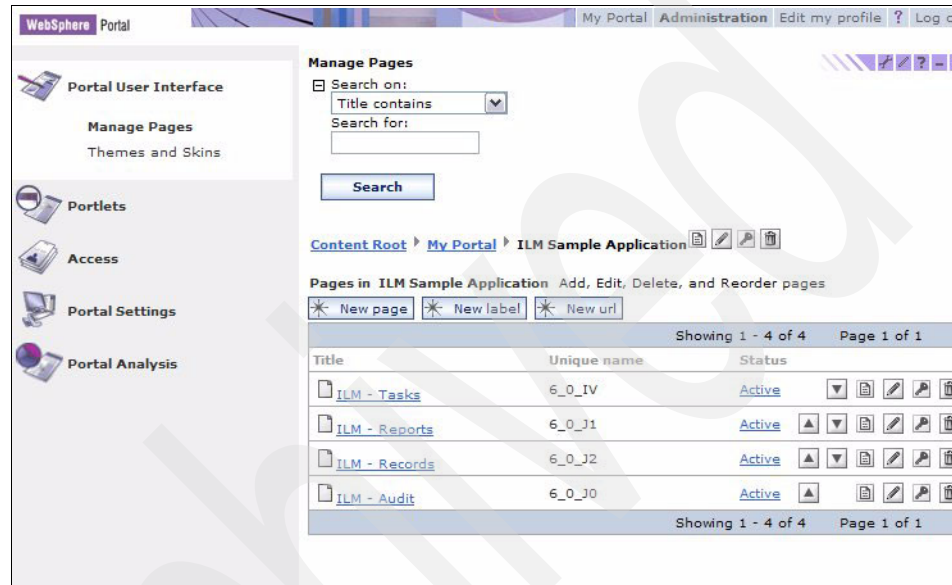 WebSphere Portal
My Portal Administration Edit my profile ? Log
Portal User Interface
Manage Pages
Themes and Skins
Portlets
Access
Portal Settings
Portal Analysis
Manage Pages
Search on:
Title contains
Search for:
Search
Content Root My Portal ILM Sample Application
Pages in ILM Sample Application Add, Edit, Delete, and Reorder pages
New page New label New url
Showing 1 - 4 of 4 Page 1 of 1
Title Unique name Status
ILM - Tasks 6_0_IV Active
ILM - Reports 6_0_J1 Active
ILM - Records 6_0_J2 Active
ILM - Audit 6_0_J0 Active
Showing 1 - 4 of 4 Page 1 of 1